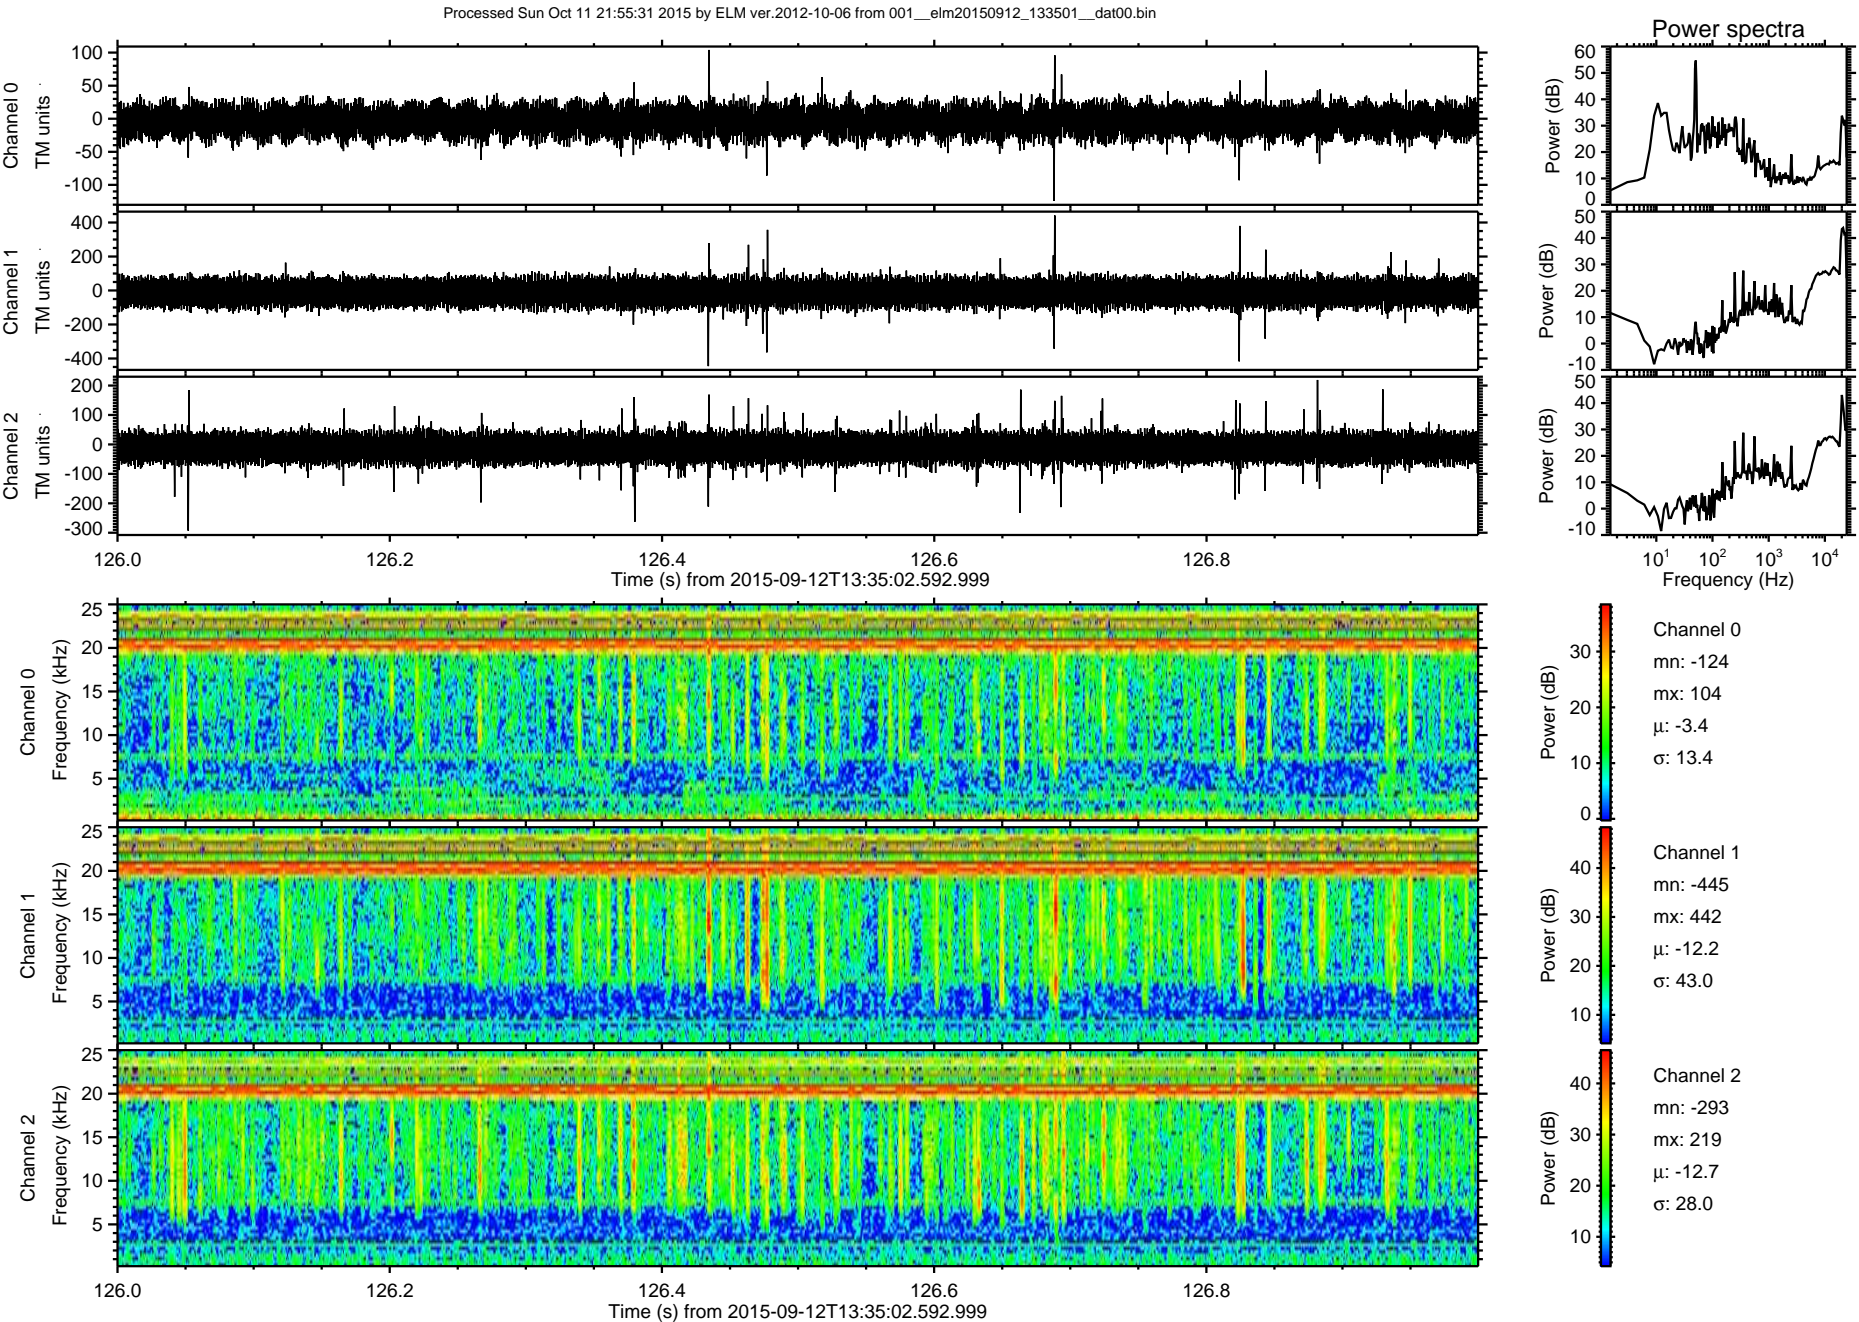 Processed Sun Oct 11 21:55:31 2015 by ELM ver.2012-10-06 from 001__elm20150912_133501__dat00.bin
Power spectra
Channel 0
TM units
100
50
0
-50
-100
Power (dB)
60
50
40
30
20
10
0
Channel 1
TM units
400
200
0
-200
-400
Power (dB)
50
40
30
20
10
0
-10
Channel 2
TM units
200
100
0
-100
-200
-300
Power (dB)
50
40
30
20
10
0
-10
126.0 126.2 126.4 126.6 126.8
Time (s) from 2015-09-12T13:35:02.592.999
10^1 10^2 10^3 10^4
Frequency (Hz)
Channel 0
Frequency (kHz)
25
20
15
10
5
Power (dB)
30
20
10
0
Channel 0
mn: -124
mx: 104
μ: -3.4
σ: 13.4
Channel 1
Frequency (kHz)
25
20
15
10
5
Power (dB)
40
30
20
10
Channel 1
mn: -445
mx: 442
μ: -12.2
σ: 43.0
Channel 2
Frequency (kHz)
25
20
15
10
5
Power (dB)
40
30
20
10
Channel 2
mn: -293
mx: 219
μ: -12.7
σ: 28.0
126.0 126.2 126.4 126.6 126.8
Time (s) from 2015-09-12T13:35:02.592.999